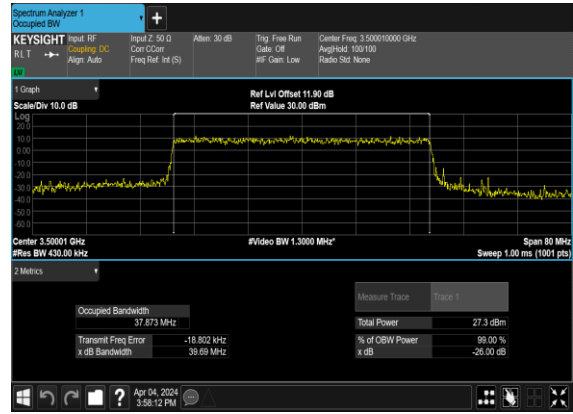 Spectrum Analyzer 1
Occupied BW
+
KEYSIGHT Input: RF Input Z: 50 Ω Atten: 30 dB Trig: Free Run Center Freq: 3.500010000 GHz
RLT Coupling: DC Corr CCorr Gate: Off Avg|Hold: 100/100
Align: Auto Freq Ref: Int (S) #IF Gain: Low Radio Std: None
LXI
1 Graph
Scale/Div 10.0 dB
Ref Lvl Offset 11.90 dB
Ref Value 30.00 dBm
Log
20.0
10.0
0.00
-10.0
-20.0
-30.0
-40.0
-50.0
-60.0
Center 3.50001 GHz #Video BW 1.3000 MHz* Span 80 MHz
#Res BW 430.00 kHz Sweep 1.00 ms (1001 pts)
2 Metrics
Measure Trace Trace 1
Occupied Bandwidth
37.873 MHz
Total Power 27.3 dBm
Transmit Freq Error -18.802 kHz % of OBW Power 99.00 %
x dB Bandwidth 39.69 MHz x dB -26.00 dB
? Apr 04, 2024
3:58:12 PM